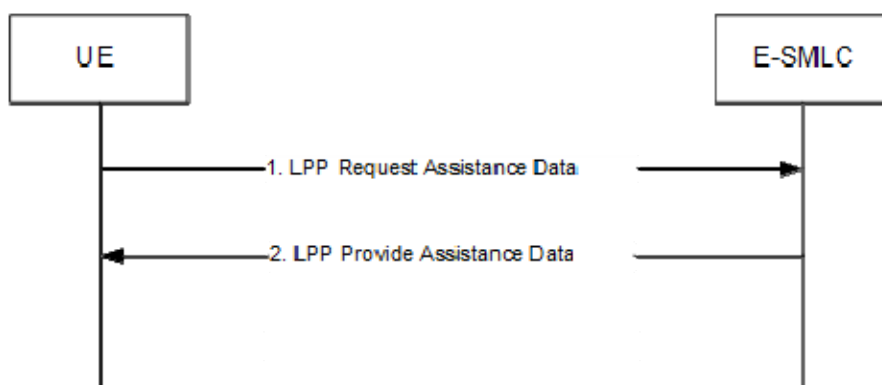 UE
E-SMLC
1. LPP Request Assistance Data
2. LPP Provide Assistance Data